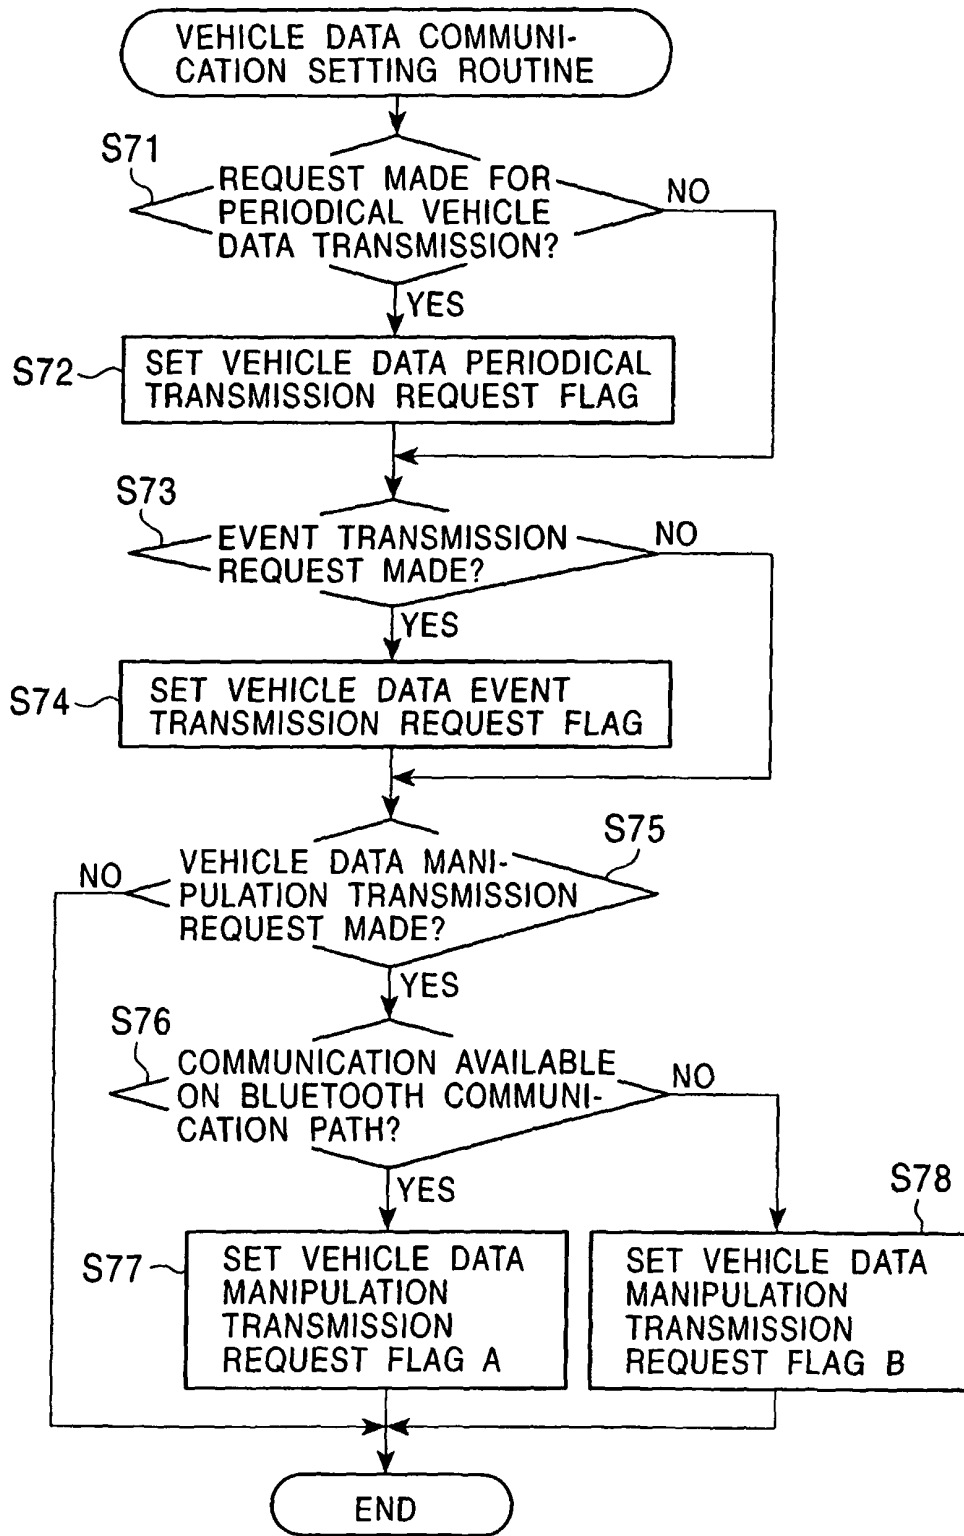 VEHICLE DATA COMMUNI-
CATION SETTING ROUTINE
S71
REQUEST MADE FOR
PERIODICAL VEHICLE
DATA TRANSMISSION?
NO
YES
S72
SET VEHICLE DATA PERIODICAL
TRANSMISSION REQUEST FLAG
S73
EVENT TRANSMISSION
REQUEST MADE?
NO
YES
S74
SET VEHICLE DATA EVENT
TRANSMISSION REQUEST FLAG
S75
VEHICLE DATA MANI-
PULATION TRANSMISSION
REQUEST MADE?
NO
YES
S76
COMMUNICATION AVAILABLE
ON BLUETOOTH COMMUNI-
CATION PATH?
NO
YES
S77
SET VEHICLE DATA
MANIPULATION
TRANSMISSION
REQUEST FLAG A
S78
SET VEHICLE DATA
MANIPULATION
TRANSMISSION
REQUEST FLAG B
END